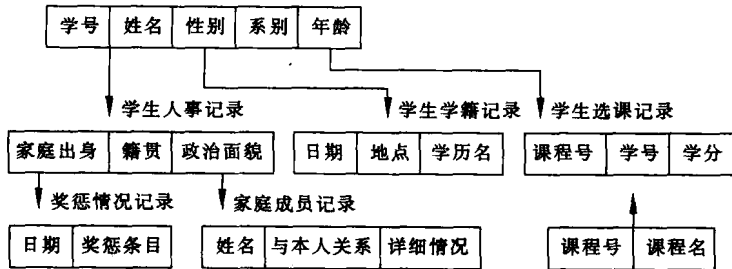 学号 姓名 性别 系别 年龄
学生人事记录 学生学籍记录 学生选课记录
家庭出身 籍贯 政治面貌 日期 地点 学历名 课程号 学号 学分
奖惩情况记录 家庭成员记录
日期 奖惩条目 姓名 与本人关系 详细情况 课程号 课程名